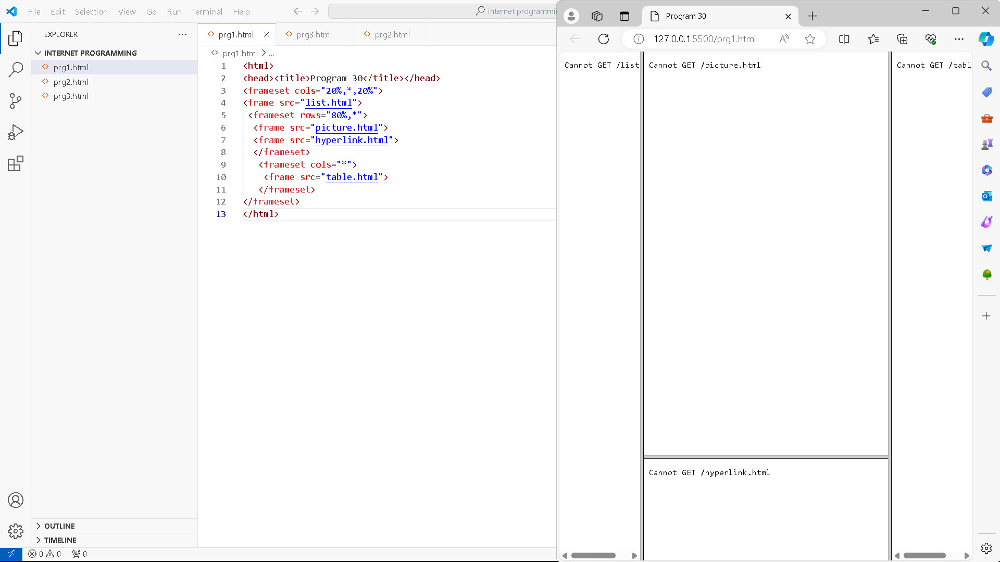 File Edit Selection View Go Run Terminal Help
internet programmi
EXPLORER
INTERNET PROGRAMMING
prg1.html
prg2.html
prg3.html
OUTLINE
TIMELINE
0 0 0
prg1.html
prg3.html
prg2.html
prg1.html > ...
1 <html>
2 <head><title>Program 30</title></head>
3 <frameset cols="20%,*,20%">
4 <frame src="list.html">
5 <frameset rows="80%,*">
6 <frame src="picture.html">
7 <frame src="hyperlink.html">
8 </frameset>
9 <frameset cols="*">
10 <frame src="table.html">
11 </frameset>
12 </frameset>
13 </html>
Program 30
127.0.0.1:5500/prg1.html
Cannot GET /list
Cannot GET /picture.html
Cannot GET /tabl
Cannot GET /hyperlink.html